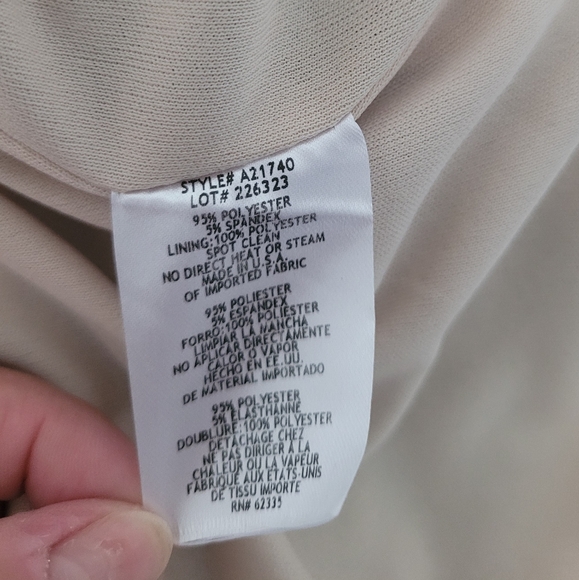 STYLE# A21740
LOT# 226323
95% POLYESTER
5% SPANDEX
LINING:100% POLYESTER
SPOT CLEAN
NO DIRECT HEAT OR STEAM
MADE IN U.S.A.
OF IMPORTED FABRIC
95% POLIESTER
5% ESPANDEX
FORRO:100% POLIESTER
LIMPIAR LA MANCHA
NO APLICAR DIRECTAMENTE
CALOR O VAPOR
HECHO EN EE.UU.
DE MATERIAL IMPORTADO
95% POLYESTER
5% ELASTHANNE
DOUBLURE:100% POLYESTER
DETACHAGE CHEZ
NE PAS DIRIGER À LA
CHALEUR OU LA VAPEUR
FABRIQUÉ AUX ETATS-UNIS
DE TISSU IMPORTE
RN# 62335